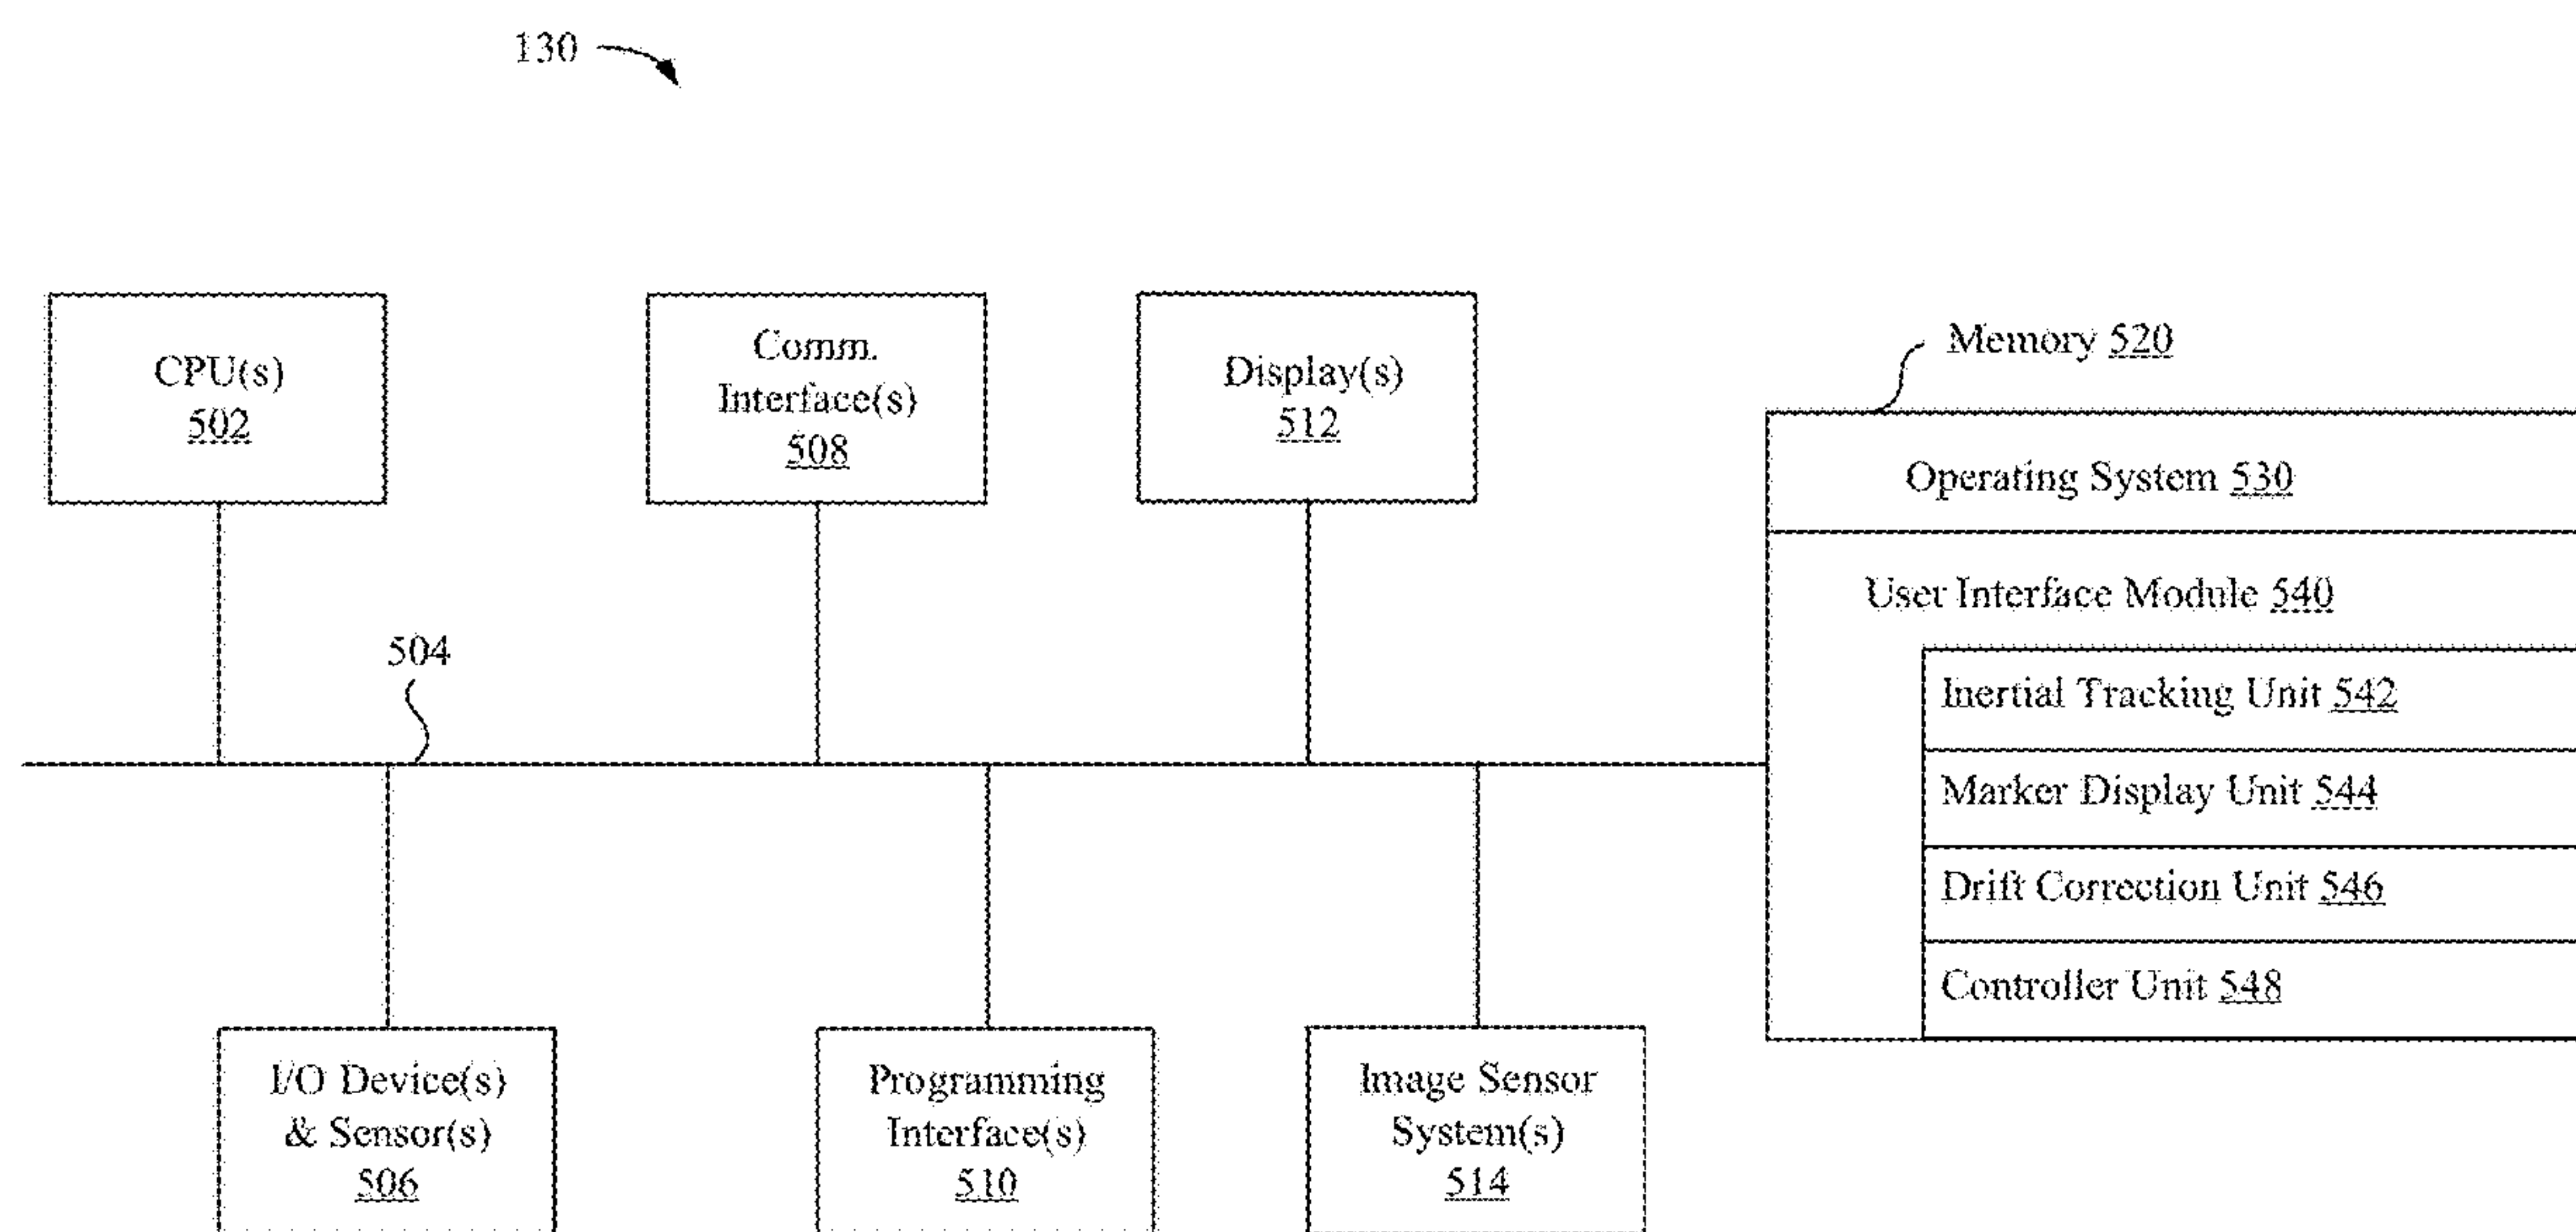 130
CPU(s)
502
Comm.
Interface(s)
508
Display(s)
512
Memory 520
Operating System 530
User Interface Module 540
Inertial Tracking Unit 542
Marker Display Unit 544
Drift Correction Unit 546
Controller Unit 548
504
I/O Device(s)
& Sensor(s)
506
Programming
Interface(s)
510
Image Sensor
System(s)
514